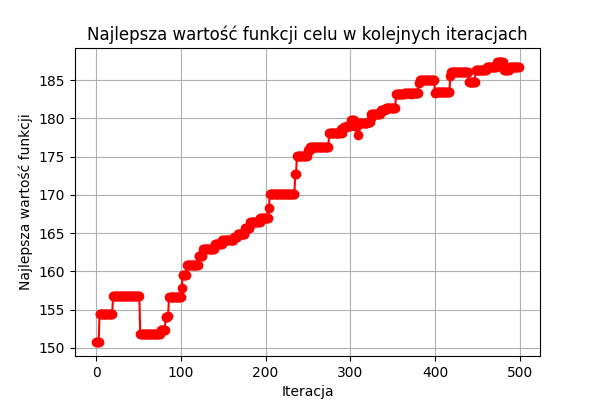 Najlepsza wartość funkcji celu w kolejnych iteracjach
Najlepsza wartość funkcji
185
180
175
170
165
160
155
150
0 100 200 300 400 500
Iteracja